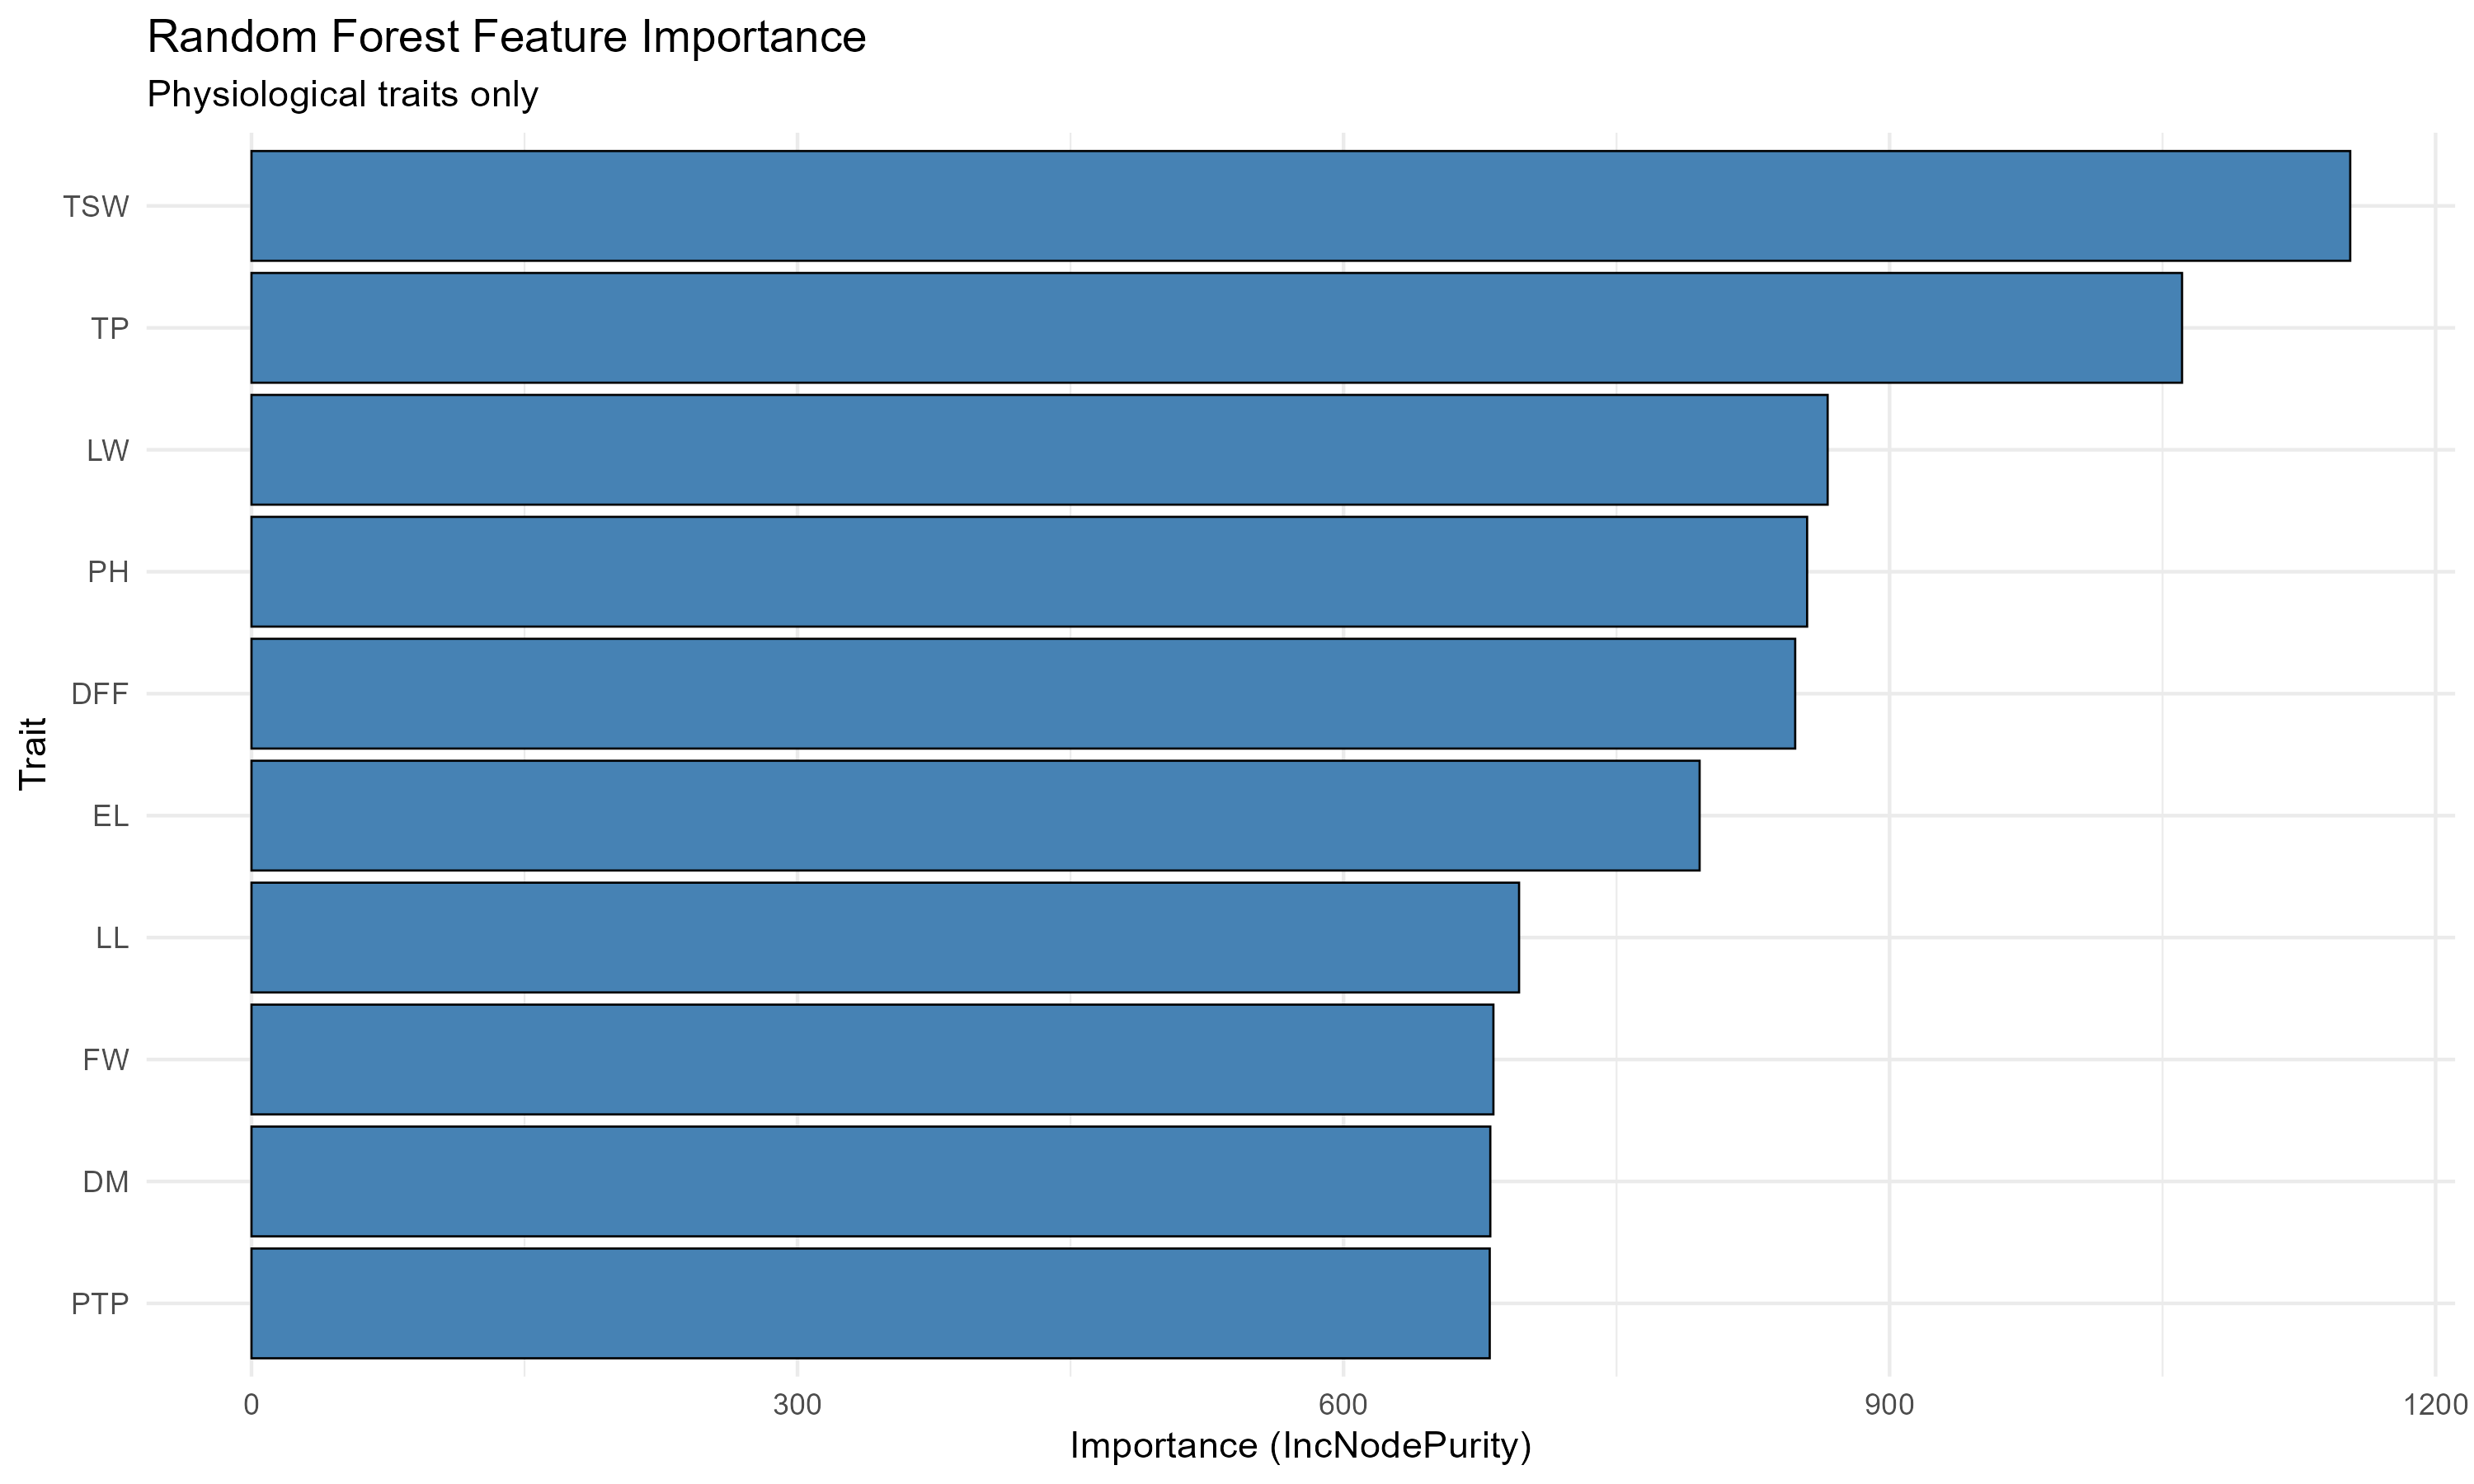 Random Forest Feature Importance
Physiological traits only
Trait
TSW
TP
LW
PH
DFF
EL
LL
FW
DM
PTP
0 300 600 900 1200
Importance (IncNodePurity)